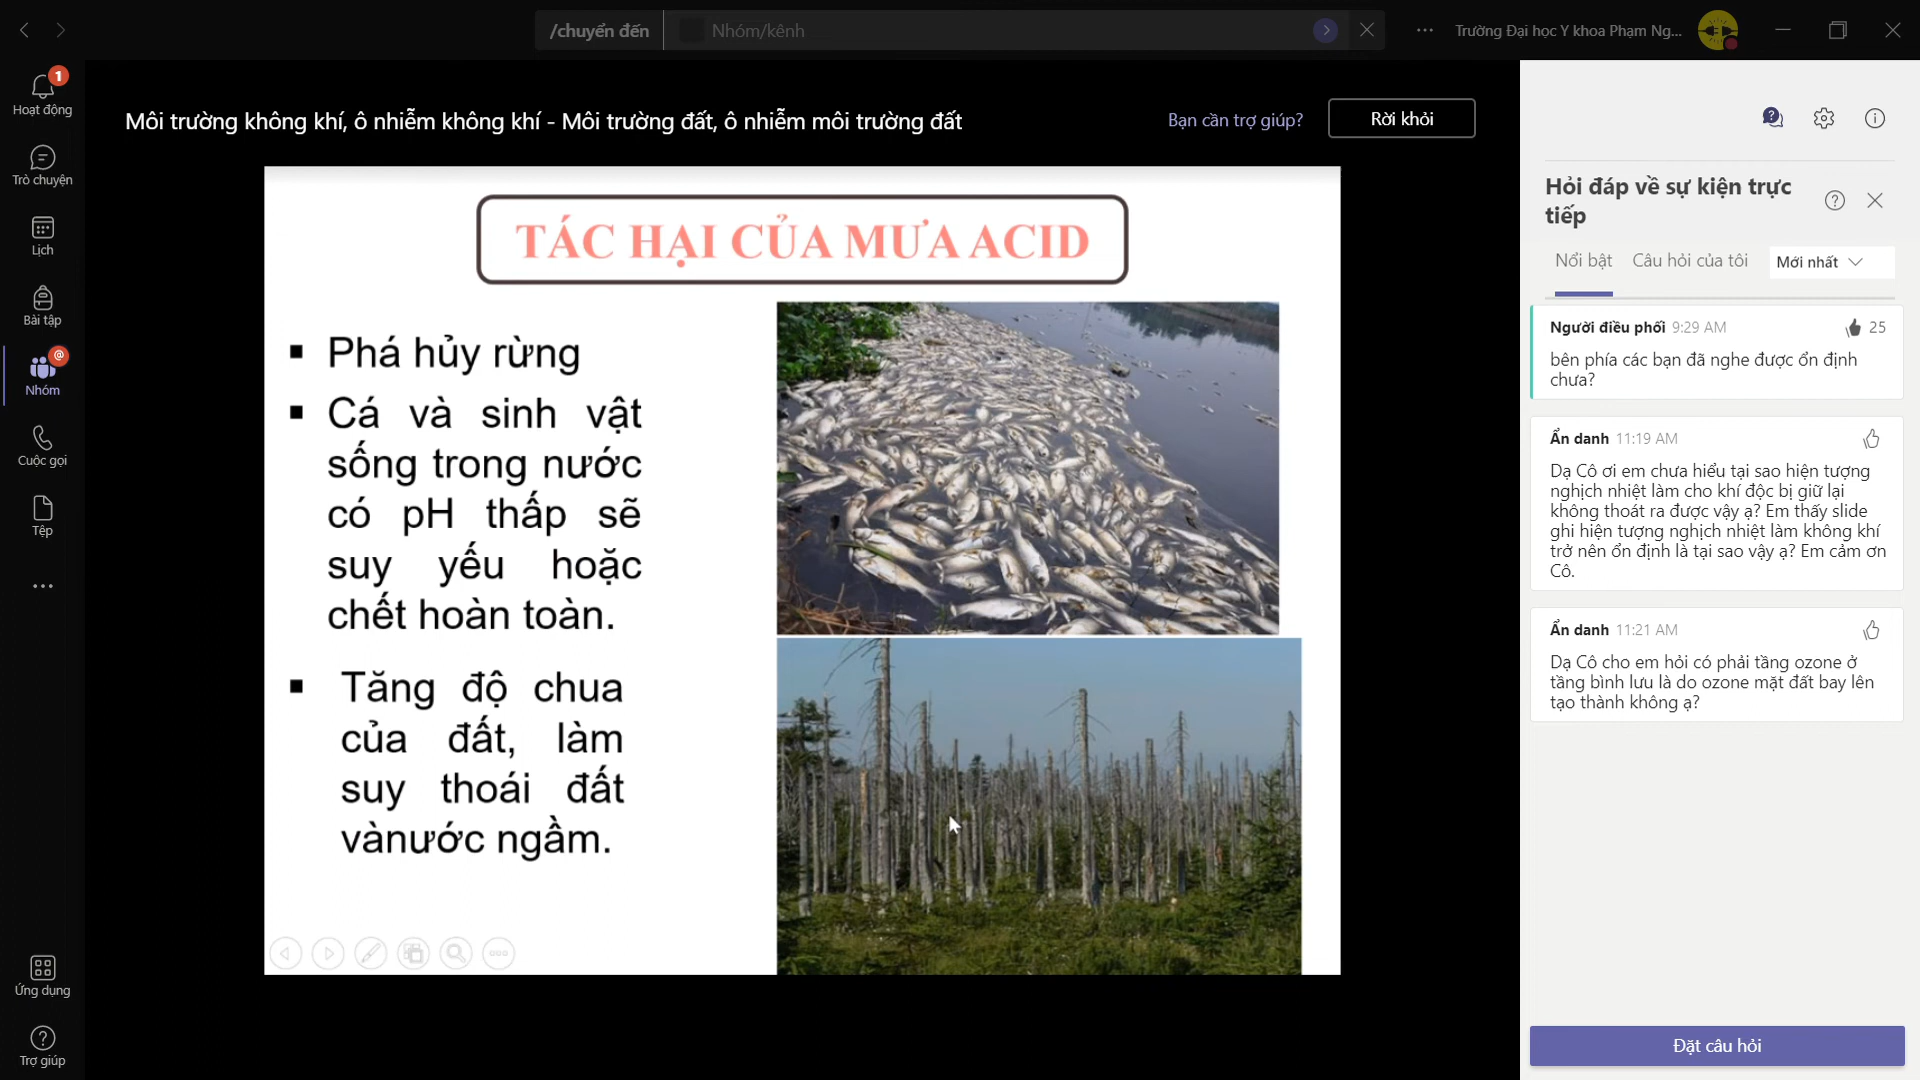 /chuyển đến
Nhóm/kênh
Trường Đại học Y khoa Phạm Ng...
1
Hoạt động
Trò chuyện
Lịch
Bài tập
@
Nhóm
Cuộc gọi
Tệp
Ứng dụng
Trợ giúp
Môi trường không khí, ô nhiễm không khí - Môi trường đất, ô nhiễm môi trường đất
Bạn cần trợ giúp?
Rời khỏi
TÁC HẠI CỦA MƯA ACID
▪ Phá hủy rừng
▪ Cá và sinh vật
sống trong nước
có pH thấp sẽ
suy yếu hoặc
chết hoàn toàn.
▪ Tăng độ chua
của đất, làm
suy thoái đất
vànước ngầm.
Hỏi đáp về sự kiện trực
tiếp
Nổi bật
Câu hỏi của tôi
Mới nhất
Người điều phối 9:29 AM
25
bên phía các bạn đã nghe được ổn định
chưa?
Ẩn danh 11:19 AM
Dạ Cô ơi em chưa hiểu tại sao hiện tượng
nghịch nhiệt làm cho khí độc bị giữ lại
không thoát ra được vậy ạ? Em thấy slide
ghi hiện tượng nghịch nhiệt làm không khí
trở nên ổn định là tại sao vậy ạ? Em cảm ơn
Cô.
Ẩn danh 11:21 AM
Dạ Cô cho em hỏi có phải tầng ozone ở
tầng bình lưu là do ozone mặt đất bay lên
tạo thành không ạ?
Đặt câu hỏi